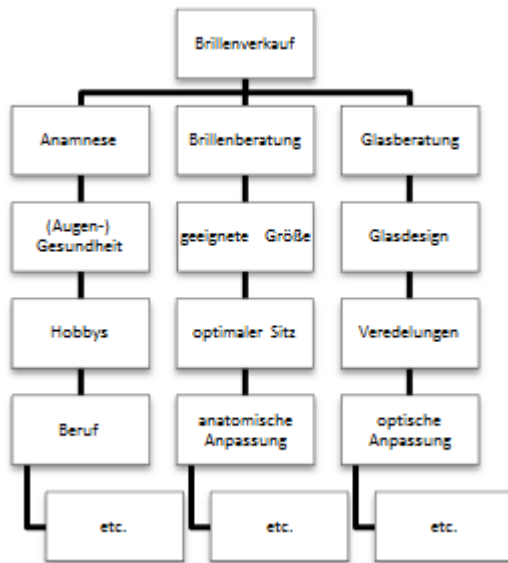 Brillenverkauf
Anamnese
Brillenberatung
Glasberatung
(Augen-)
Gesundheit
geeignete Größe
Glasdesign
Hobbys
optimaler Sitz
Veredelungen
Beruf
anatomische
Anpassung
optische
Anpassung
etc.
etc.
etc.